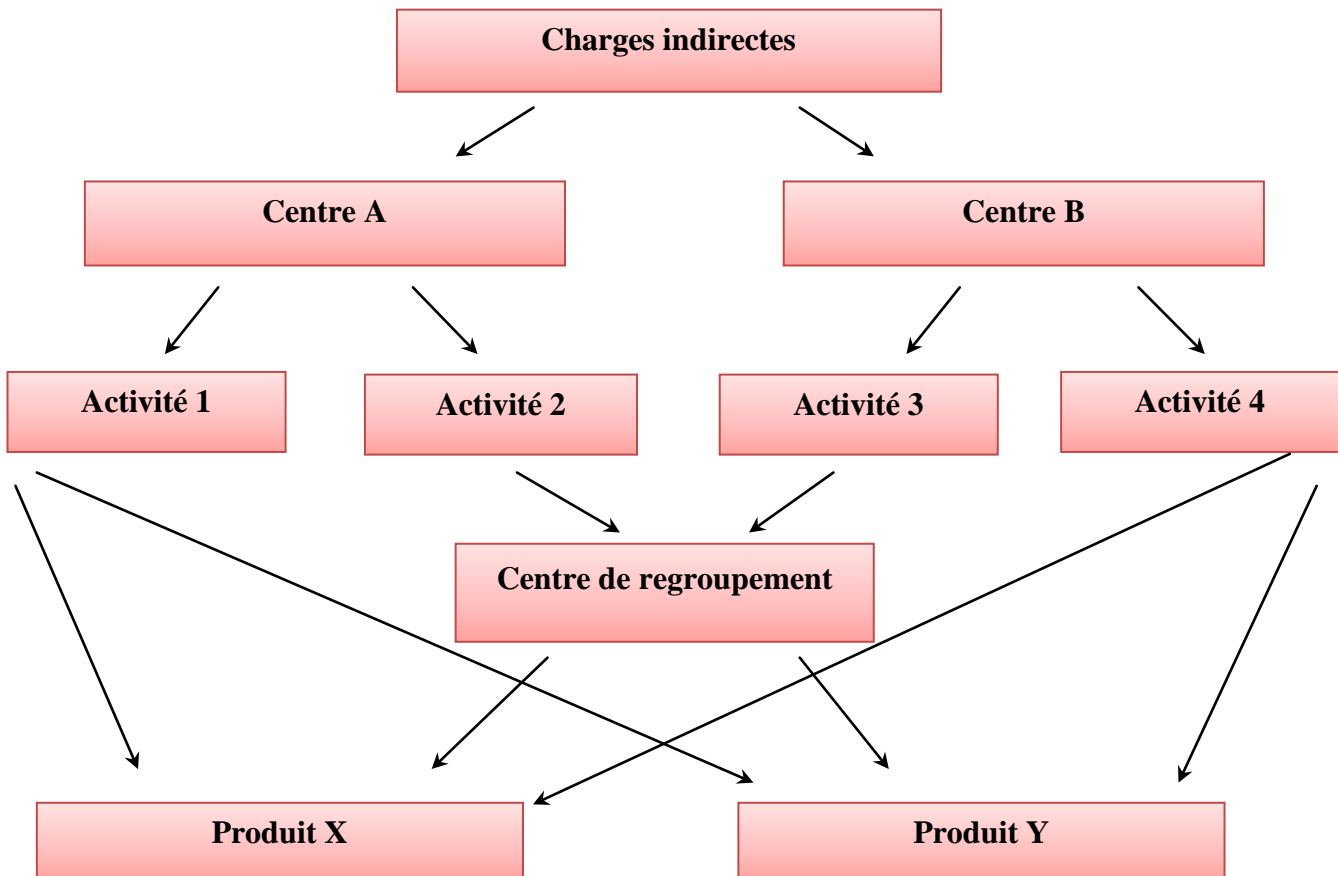 Charges indirectes
Centre A
Centre B
Activité 1
Activité 2
Activité 3
Activité 4
Centre de regroupement
Produit X
Produit Y